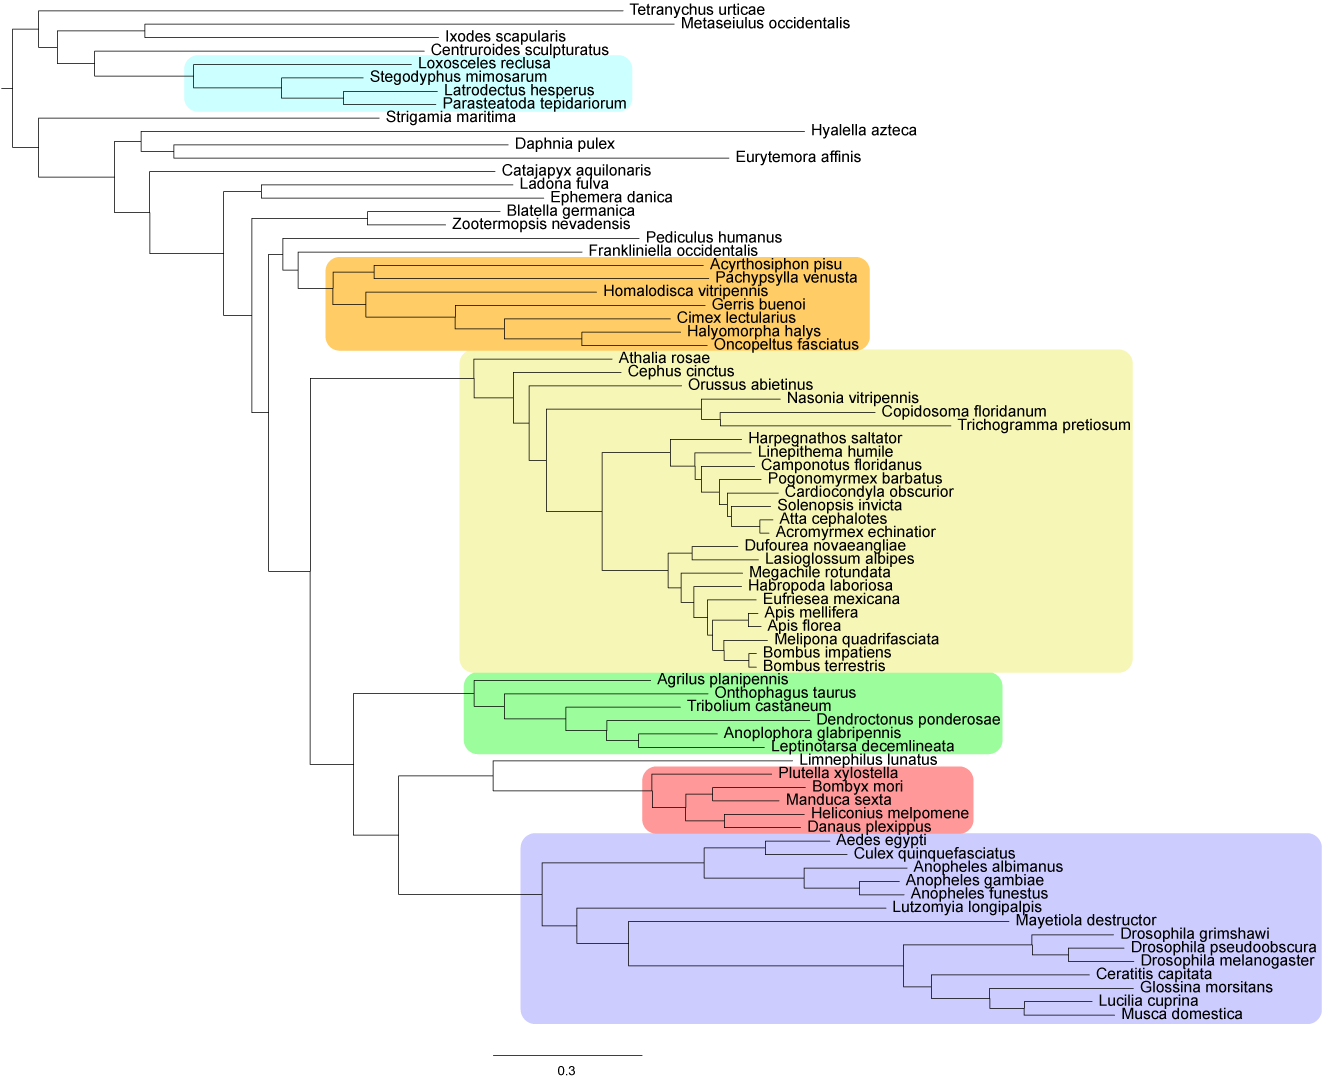 Tetranychus urticae
Metaseiulus occidentalis
Ixodes scapularis
Centruroides sculpturatus
Loxosceles reclusa
Stegodyphus mimosarum
Latrodectus hesperus
Parasteatoda tepidariorum
Strigamia maritima
Hyalella azteca
Daphnia pulex
Eurytemora affinis
Catajapyx aquilonaris
Ladona fulva
Ephemera danica
Blatella germanica
Zootermopsis nevadensis
Pediculus humanus
Frankliniella occidentalis
Acyrthosiphon pisu
Pachypsylla venusta
Homalodisca vitripennis
Gerris buenoi
Cimex lectularius
Halyomorpha halys
Oncopeltus fasciatus
Athalia rosae
Cephus cinctus
Orussus abietinus
Nasonia vitripennis
Copidosoma floridanum
Trichogramma pretiosum
Harpegnathos saltator
Linepithema humile
Camponotus floridanus
Pogonomyrmex barbatus
Cardiocondyla obscurior
Solenopsis invicta
Atta cephalotes
Acromyrmex echinatior
Dufourea novaeangliae
Lasioglossum albipes
Megachile rotundata
Habropoda laboriosa
Eufriesea mexicana
Apis mellifera
Apis florea
Melipona quadrifasciata
Bombus impatiens
Bombus terrestris
Agrilus planipennis
Onthophagus taurus
Tribolium castaneum
Dendroctonus ponderosae
Anoplophora glabripennis
Leptinotarsa decemlineata
Limnephilus lunatus
Plutella xylostella
Bombyx mori
Manduca sexta
Heliconius melpomene
Danaus plexippus
Aedes egypti
Culex quinquefasciatus
Anopheles albimanus
Anopheles gambiae
Anopheles funestus
Lutzomyia longipalpis
Mayetiola destructor
Drosophila grimshawi
Drosophila pseudoobscura
Drosophila melanogaster
Ceratitis capitata
Glossina morsitans
Lucilia cuprina
Musca domestica
0.3